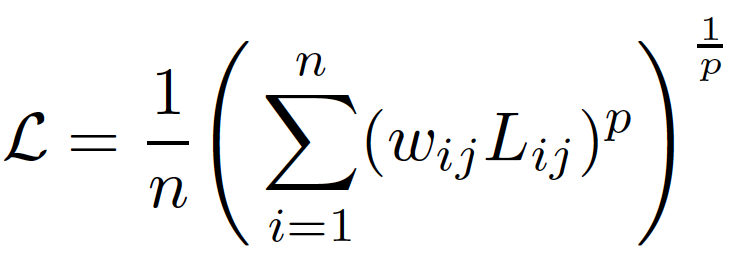 \mathcal{L} = \frac{1}{n} \left( \sum_{i=1}^{n} (w_{ij} L_{ij})^p \right)^{\frac{1}{p}}